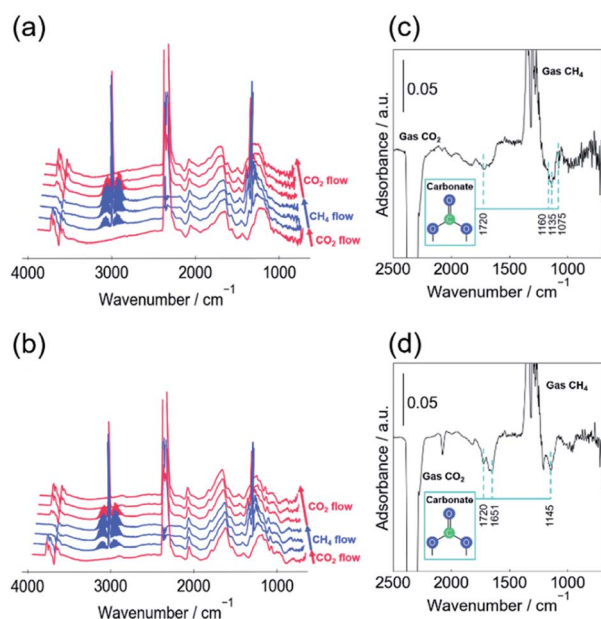 (a)
CO2 flow
CH4 flow
CO2 flow
4000 3000 2000 1000
Wavenumber / cm−1
(c)
Absorbance / a.u.
0.05
Gas CH4
Gas CO2
Carbonate
O
C
O O
1720
1160
1135
1075
2500 2000 1500 1000
Wavenumber / cm−1
(b)
CO2 flow
CH4 flow
CO2 flow
4000 3000 2000 1000
Wavenumber / cm−1
(d)
Absorbance / a.u.
0.05
Gas CH4
Gas CO2
Carbonate
O
C
O O
1720
1651
1145
2500 2000 1500 1000
Wavenumber / cm−1